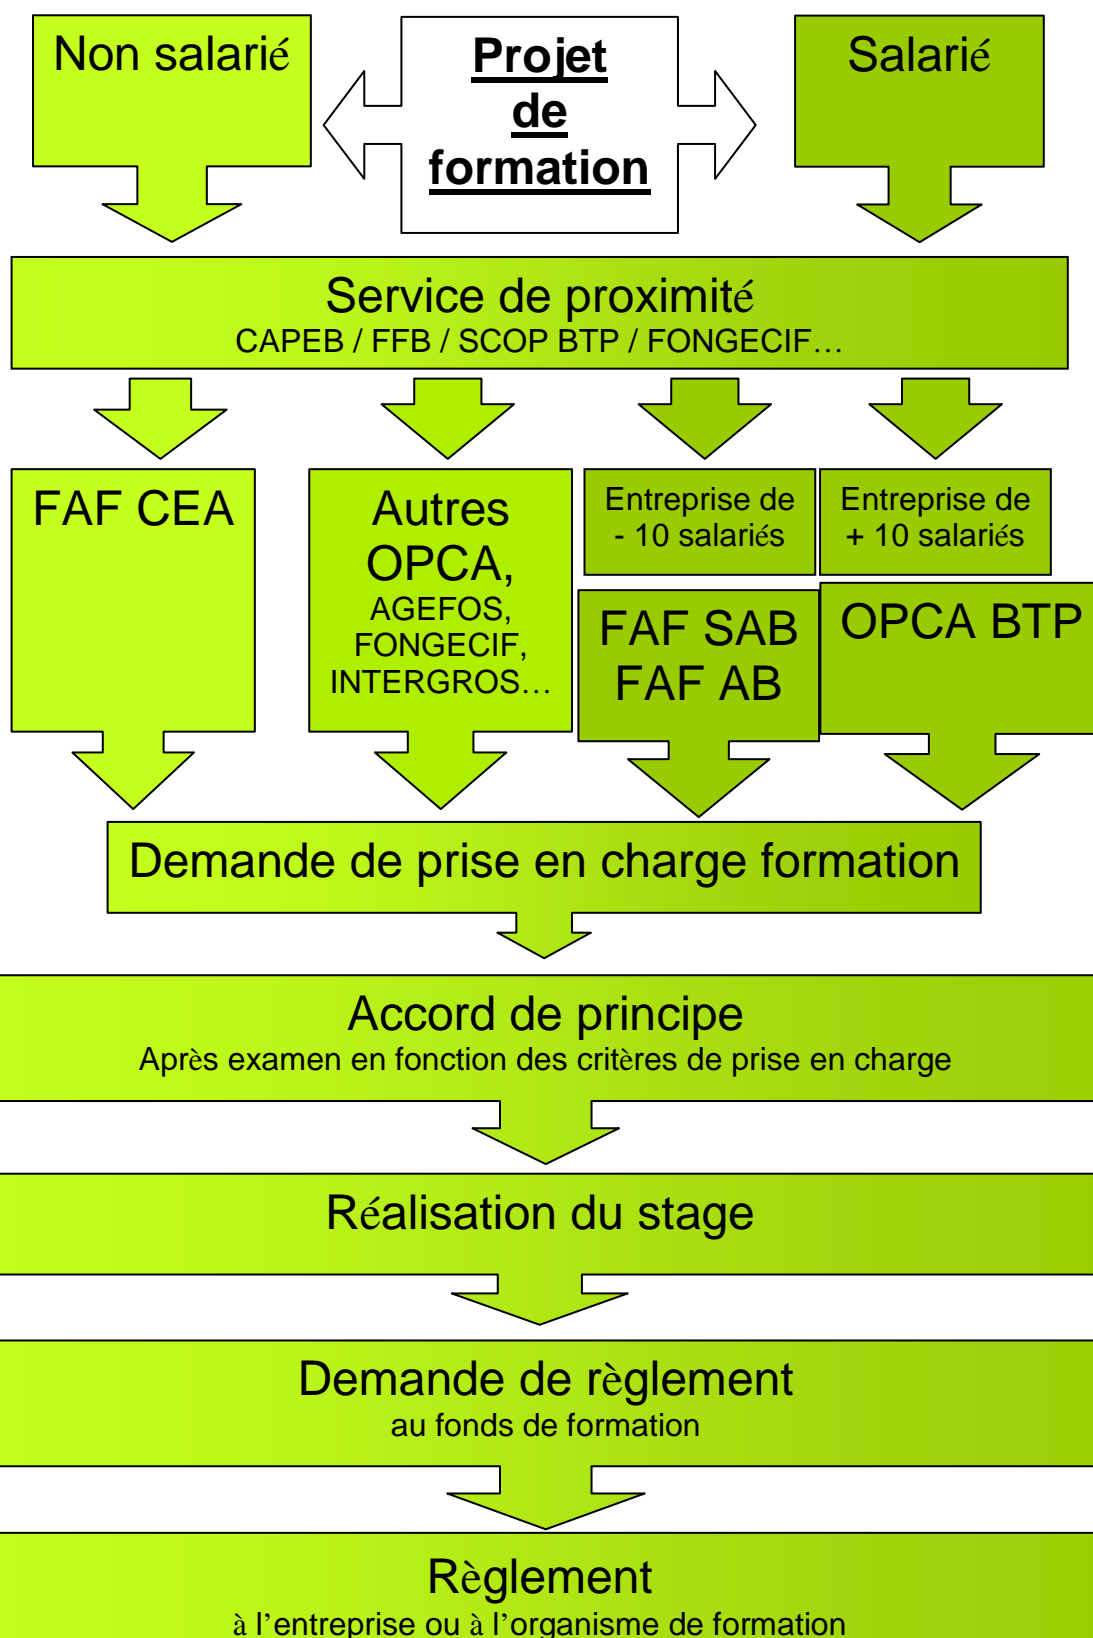 Non salarié
Projet
de
formation
Salarié
Service de proximité
CAPEB / FFB / SCOP BTP / FONGECIF…
FAF CEA
Autres
OPCA,
AGEFOS,
FONGECIF,
INTERGROS…
Entreprise de
- 10 salariés
FAF SAB
FAF AB
Entreprise de
+ 10 salariés
OPCA BTP
Demande de prise en charge formation
Accord de principe
Après examen en fonction des critères de prise en charge
Réalisation du stage
Demande de règlement
au fonds de formation
Règlement
à l’entreprise ou à l’organisme de formation